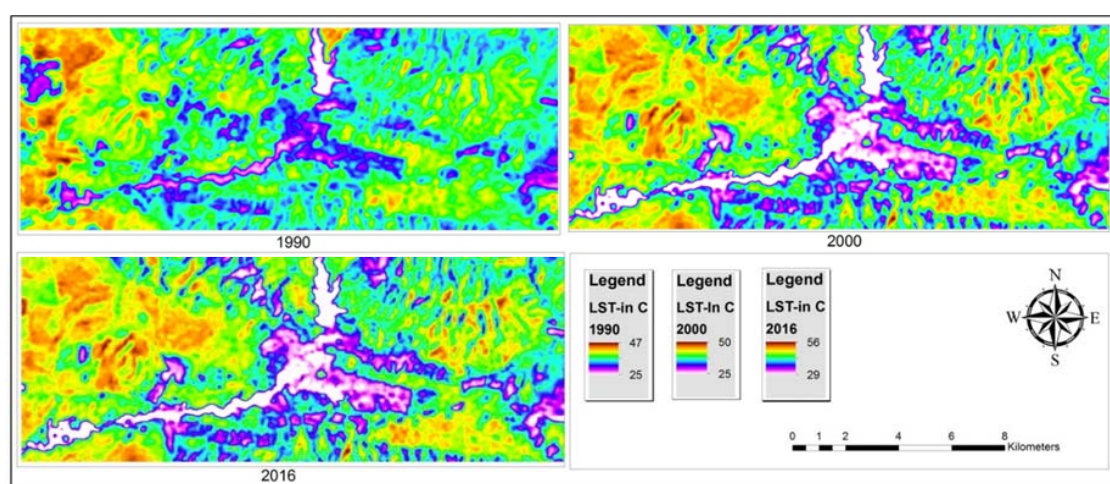 1990
2000
2016
Legend
LST-in C
1990
47
25
Legend
LST-In C
2000
50
25
Legend
LST-in C
2016
56
29
N
W
E
S
0 1 2 4 6 8
Kilometers